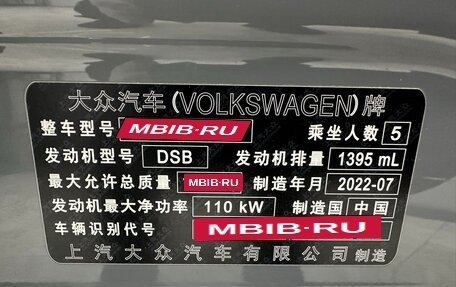 大众汽车(VOLKSWAGEN)牌
整车型号 MBIB-RU 乘坐人数 5
发动机型号 DSB 发动机排量 1395 mL
最大允许总质量 MBIB-RU 制造年月 2022-07
发动机最大净功率 110 kW 制造国 中国
车辆识别代号 MBIB-RU
上汽大众汽车有限公司 制造